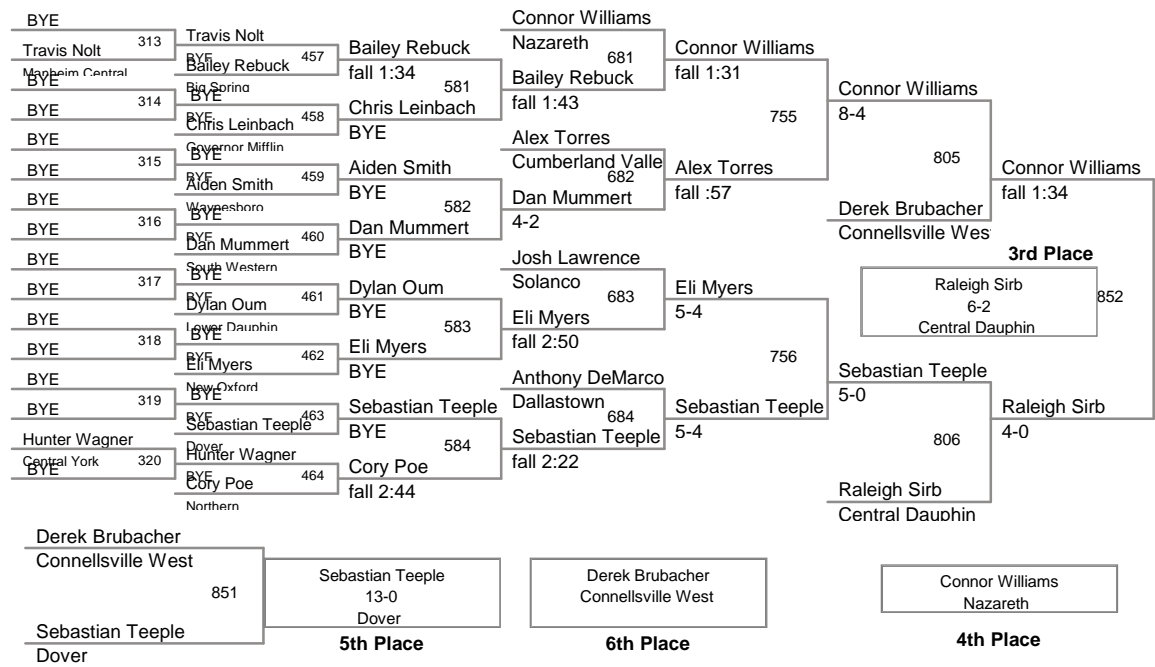 BYE
313
Travis Nolt
Manheim Central
BYE
314
BYE
BYE
315
BYE
BYE
316
BYE
BYE
317
BYE
BYE
318
BYE
BYE
319
BYE
Hunter Wagner
Central York
320
BYE
Travis Nolt
BYE
457
Bailey Rebuck
Big Spring
BYE
BYE
458
Chris Leinbach
Governor Mifflin
BYE
BYE
459
Aiden Smith
Waynesboro
BYE
BYE
460
Dan Mummert
South Western
BYE
BYE
461
Dylan Oum
Lower Dauphin
BYE
BYE
462
Eli Myers
New Oxford
BYE
463
Sebastian Teeple
Dover
Hunter Wagner
BYE
464
Cory Poe
Northern
Bailey Rebuck
fall 1:34
581
Chris Leinbach
BYE
Aiden Smith
BYE
582
Dan Mummert
BYE
Dylan Oum
BYE
583
Eli Myers
BYE
Sebastian Teeple
BYE
584
Cory Poe
fall 2:44
Connor Williams
Nazareth
681
Bailey Rebuck
fall 1:43
Alex Torres
Cumberland Valle
682
Dan Mummert
4-2
Josh Lawrence
Solanco
683
Eli Myers
fall 2:50
Anthony DeMarco
Dallastown
684
Sebastian Teeple
fall 2:22
Connor Williams
fall 1:31
755
Alex Torres
fall :57
Eli Myers
5-4
756
Sebastian Teeple
5-4
Connor Williams
8-4
805
Derek Brubacher
Connellsville Wes
Sebastian Teeple
5-0
806
Raleigh Sirb
Central Dauphin
Connor Williams
fall 1:34
3rd Place
Raleigh Sirb
6-2
Central Dauphin
852
Raleigh Sirb
4-0
Derek Brubacher
Connellsville West
851
Sebastian Teeple
Dover
Sebastian Teeple
13-0
Dover
5th Place
Derek Brubacher
Connellsville West
6th Place
Connor Williams
Nazareth
4th Place